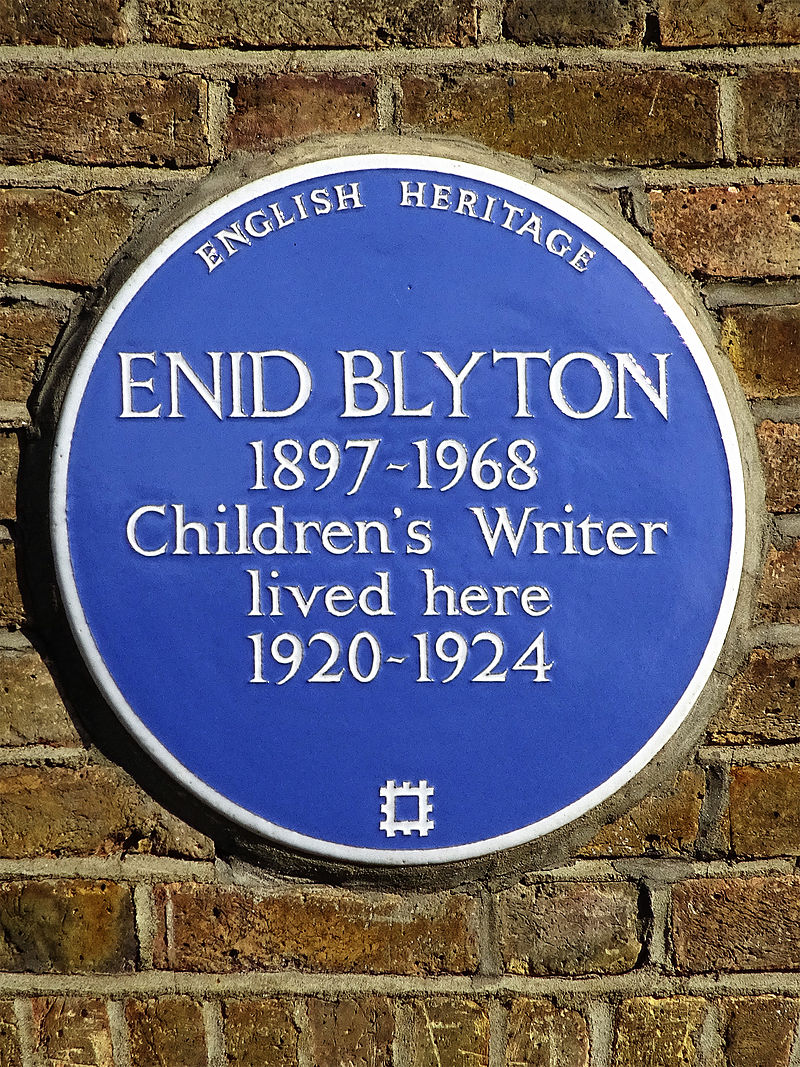 ENGLISH HERITAGE
ENID BLYTON
1897-1968
Children's Writer
lived here
1920-1924